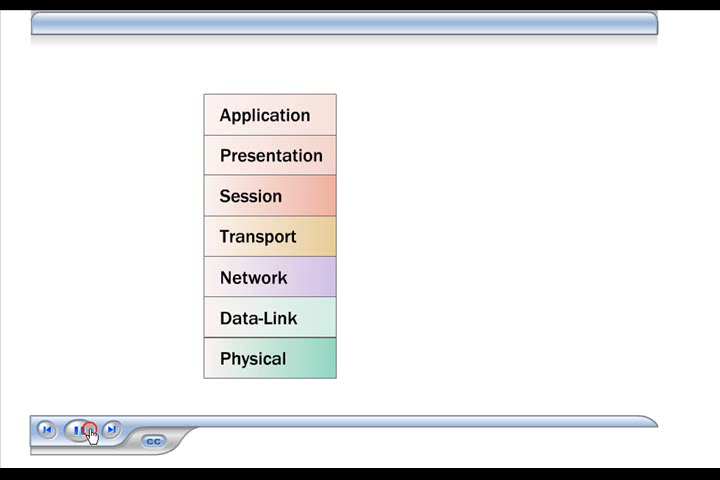 Application
Presentation
Session
Transport
Network
Data-Link
Physical
CC